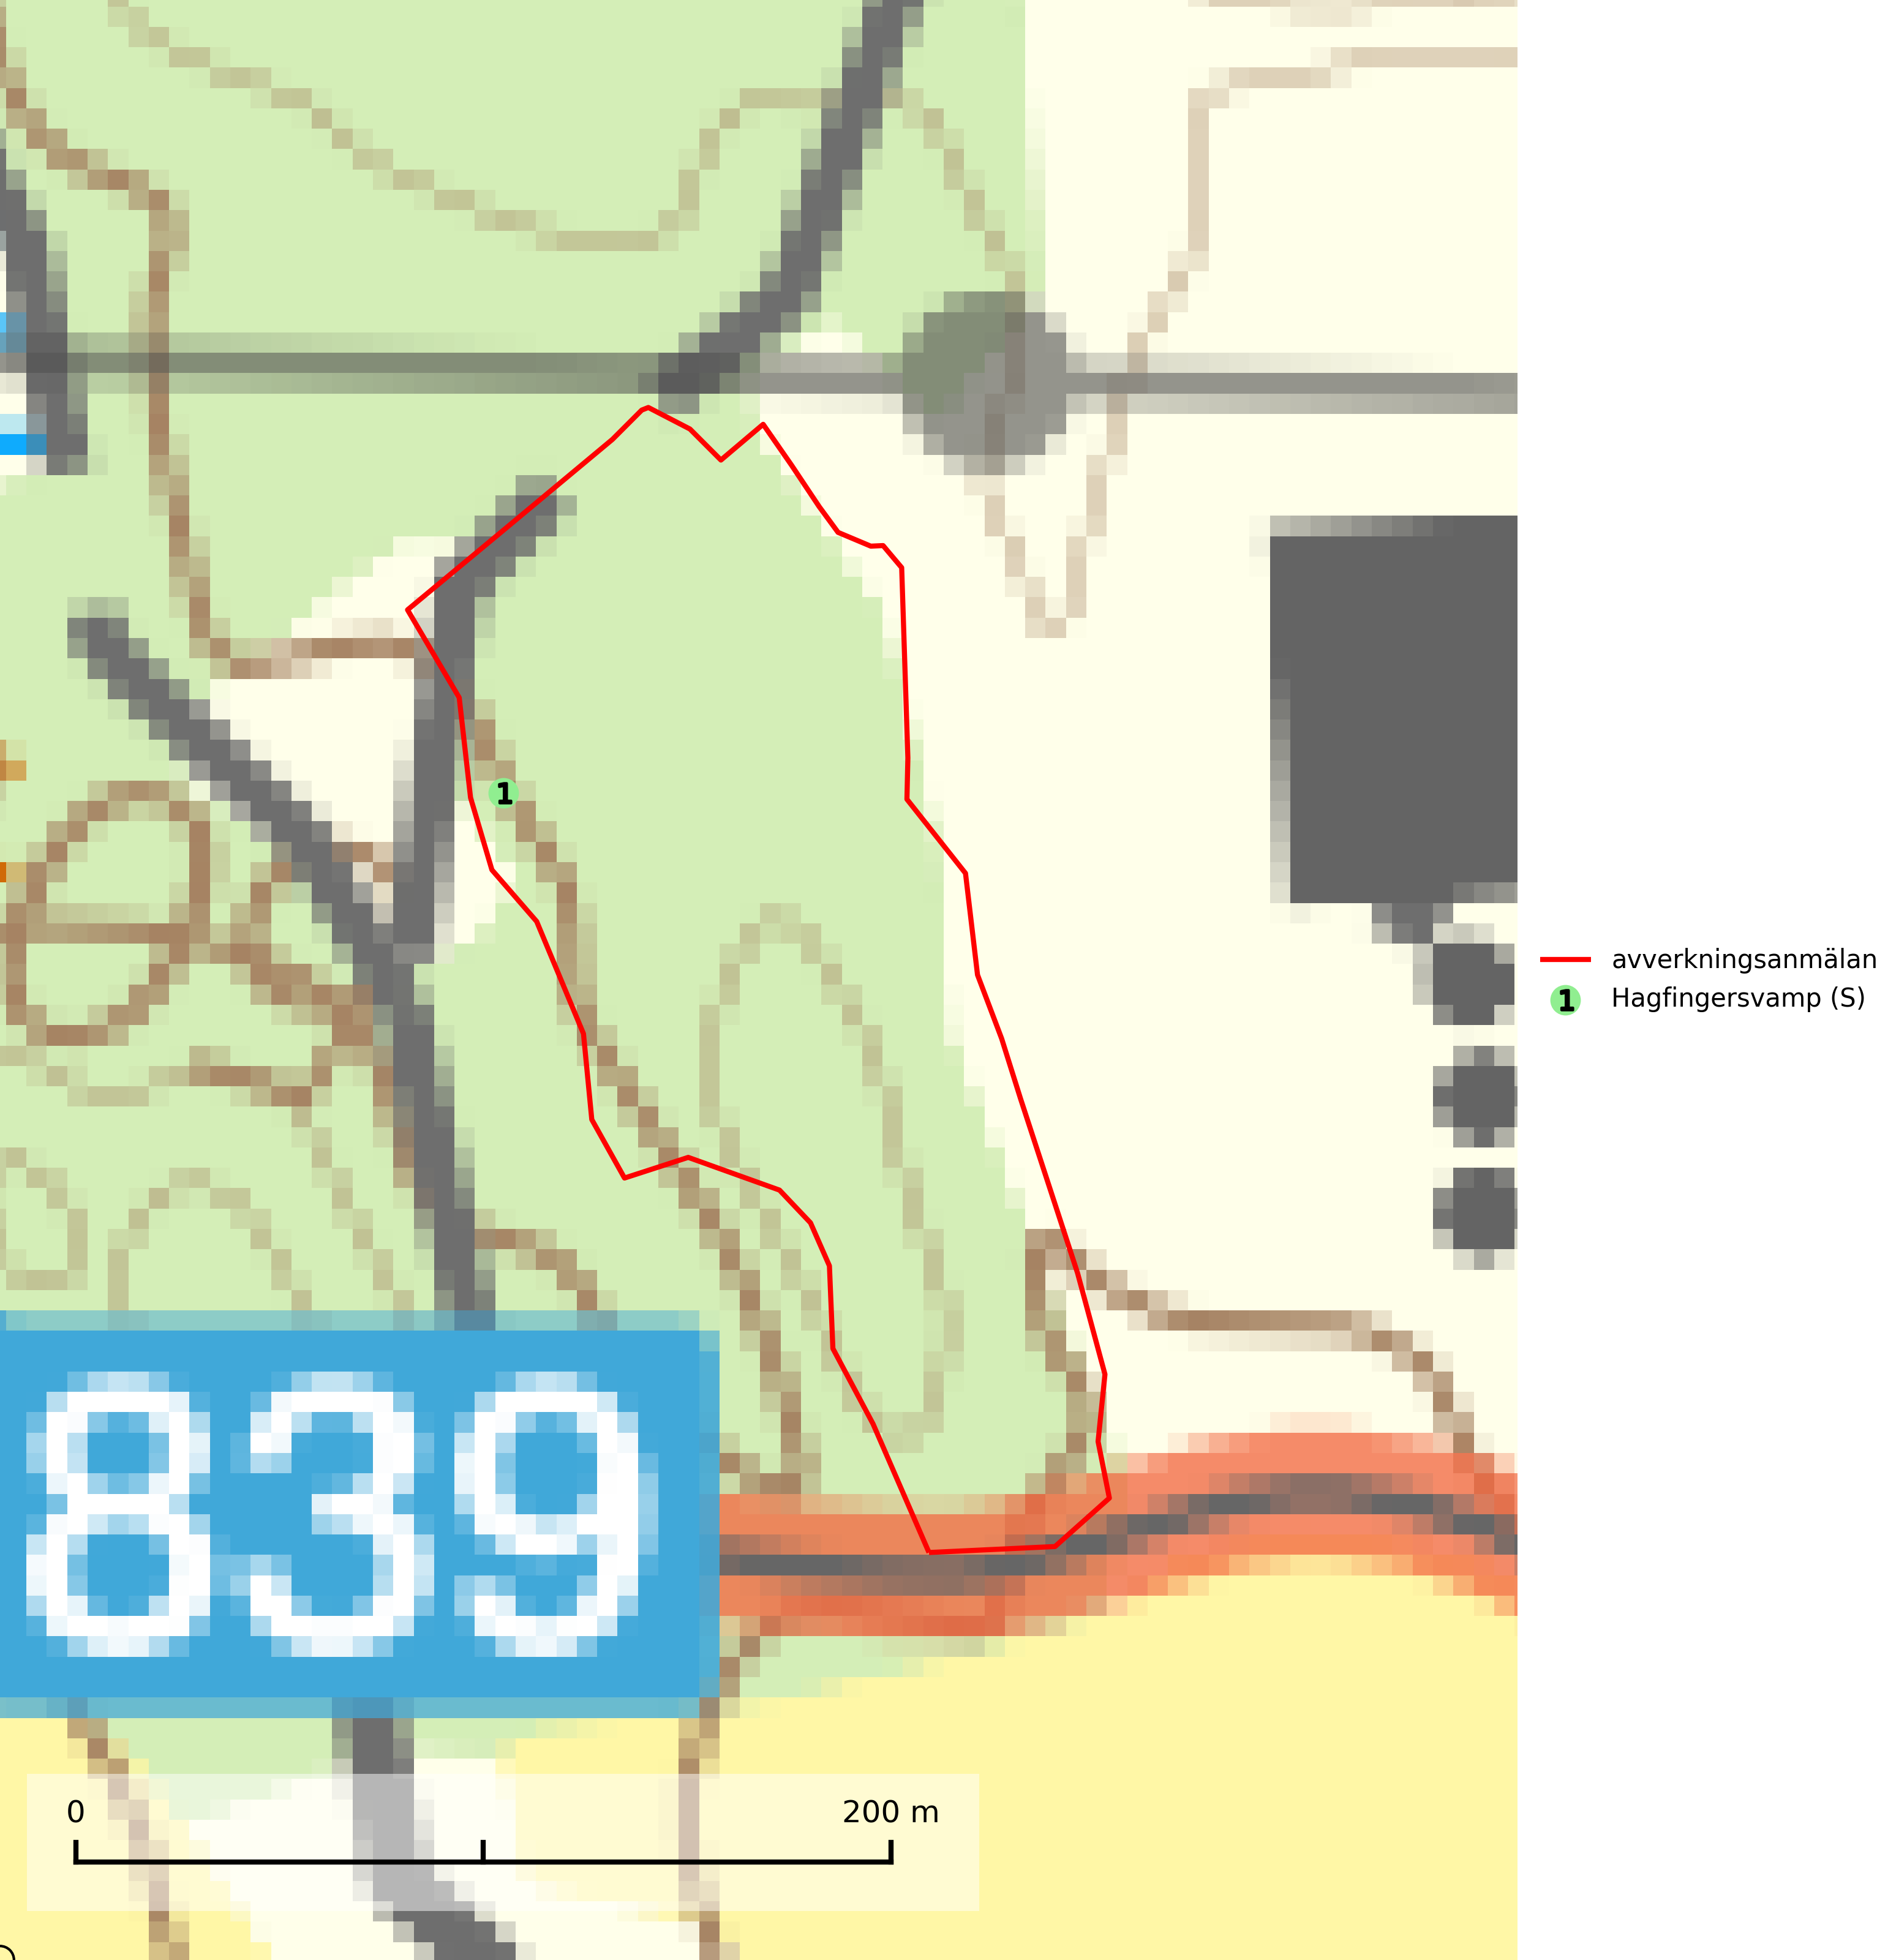 1
avverkningsanmälan
1 Hagfingersvamp (S)
839
0 200 m